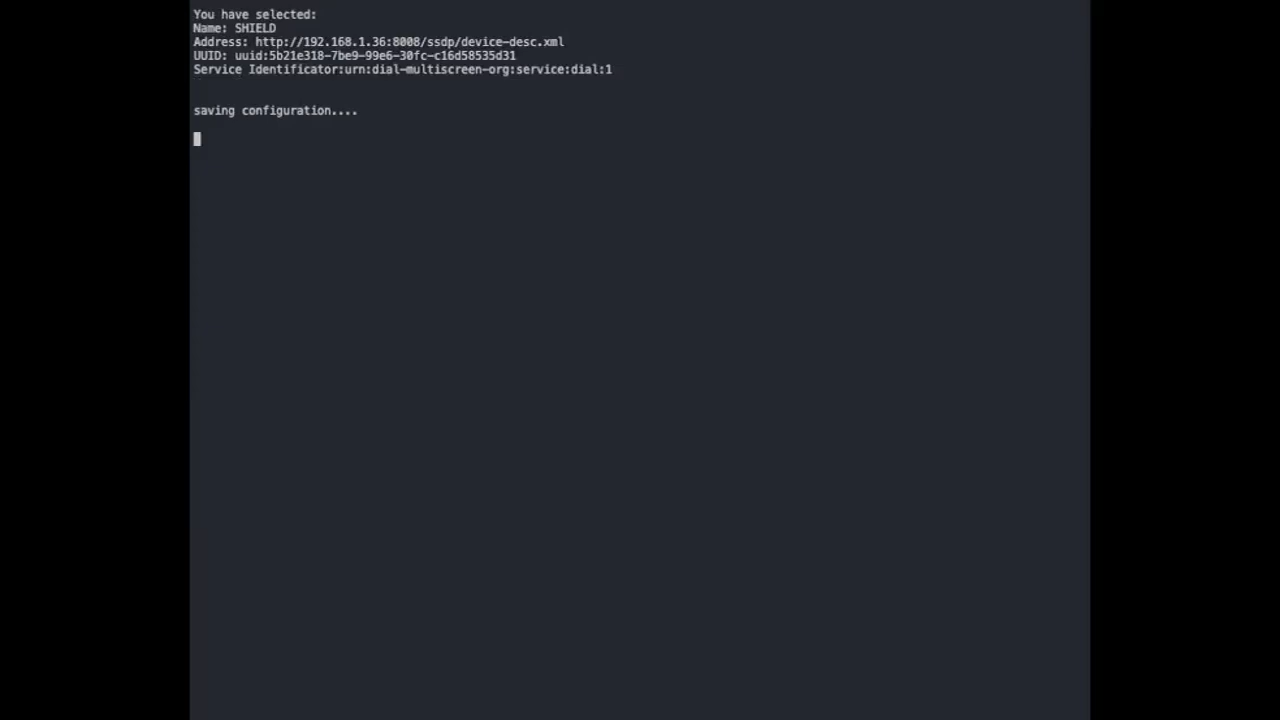 You have selected:
Name: SHIELD
Address: http://192.168.1.36:8008/ssdp/device-desc.xml
UUID: uuid:5b21e318-7be9-99e6-30fc-c16d58535d31
Service Identificator:urn:dial-multiscreen-org:service:dial:1
saving configuration....